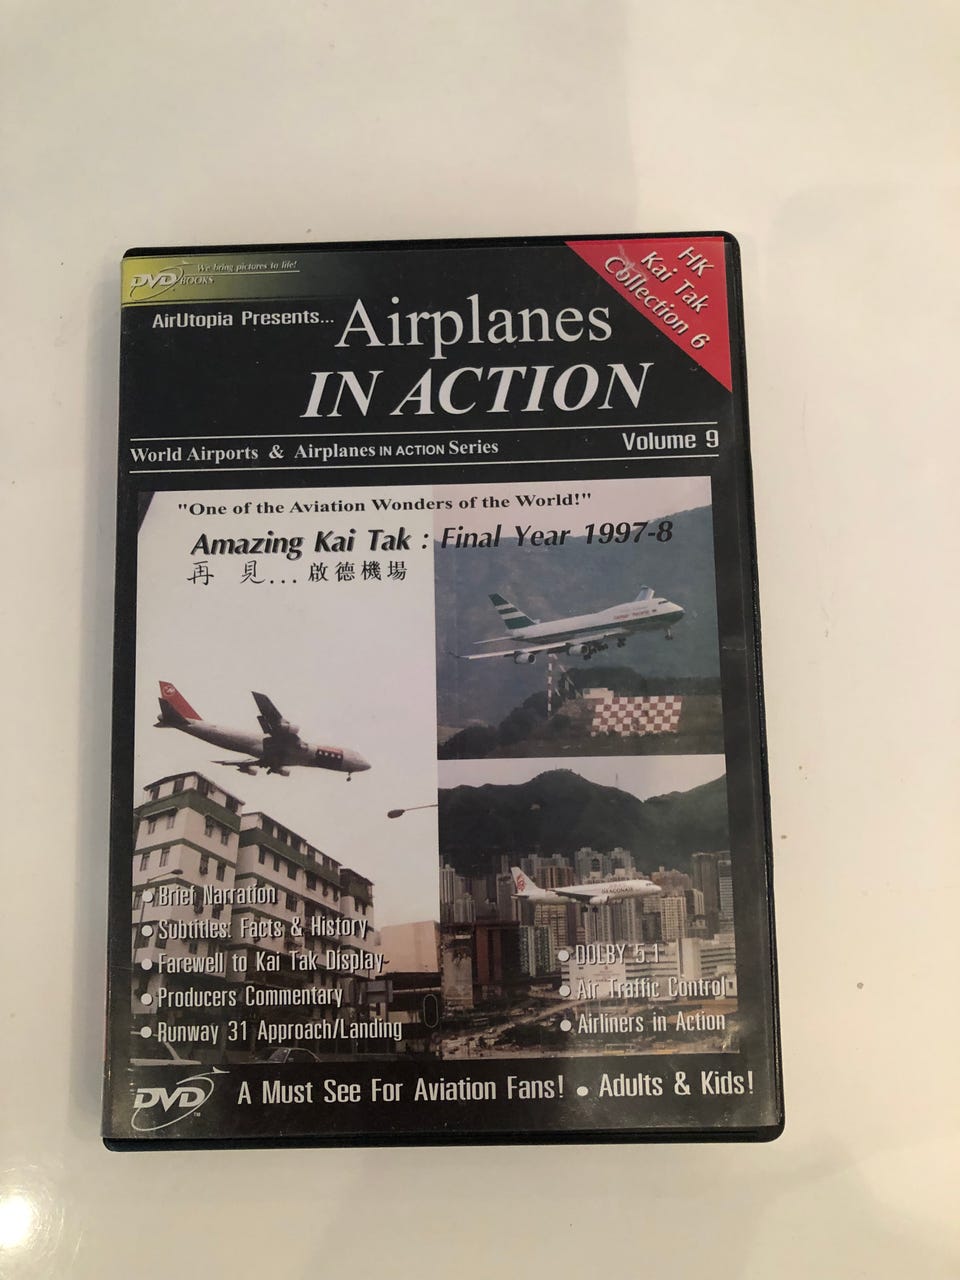 DVD BOOKS
We bring pictures to life!
HK
Kai Tak
Collection 6
AirUtopia Presents...
Airplanes
IN ACTION
World Airports & Airplanes IN ACTION Series
Volume 9
"One of the Aviation Wonders of the World!"
Amazing Kai Tak : Final Year 1997-8
再 見... 啟德機場
DRAGONAIR
• Brief Narration
• Subtitles: Facts & History
• Farewell to Kai Tak Display
• Producers Commentary
• Runway 31 Approach/Landing
• DOLBY 5.1
• Air Traffic Control
• Airliners in Action
DVD™
A Must See For Aviation Fans! • Adults & Kids!